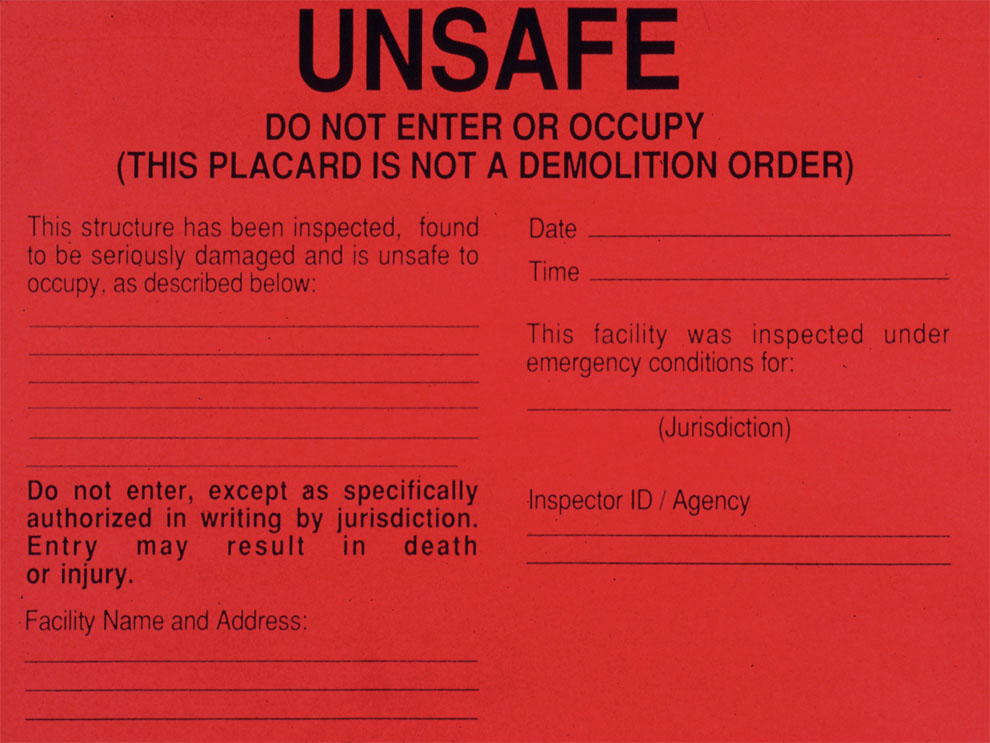 UNSAFE
DO NOT ENTER OR OCCUPY
(THIS PLACARD IS NOT A DEMOLITION ORDER)
This structure has been inspected, found
to be seriously damaged and is unsafe to
occupy, as described below:
Do not enter, except as specifically
authorized in writing by jurisdiction.
Entry may result in death
or injury.
Facility Name and Address:
Date
Time
This facility was inspected under
emergency conditions for:
(Jurisdiction)
Inspector ID / Agency